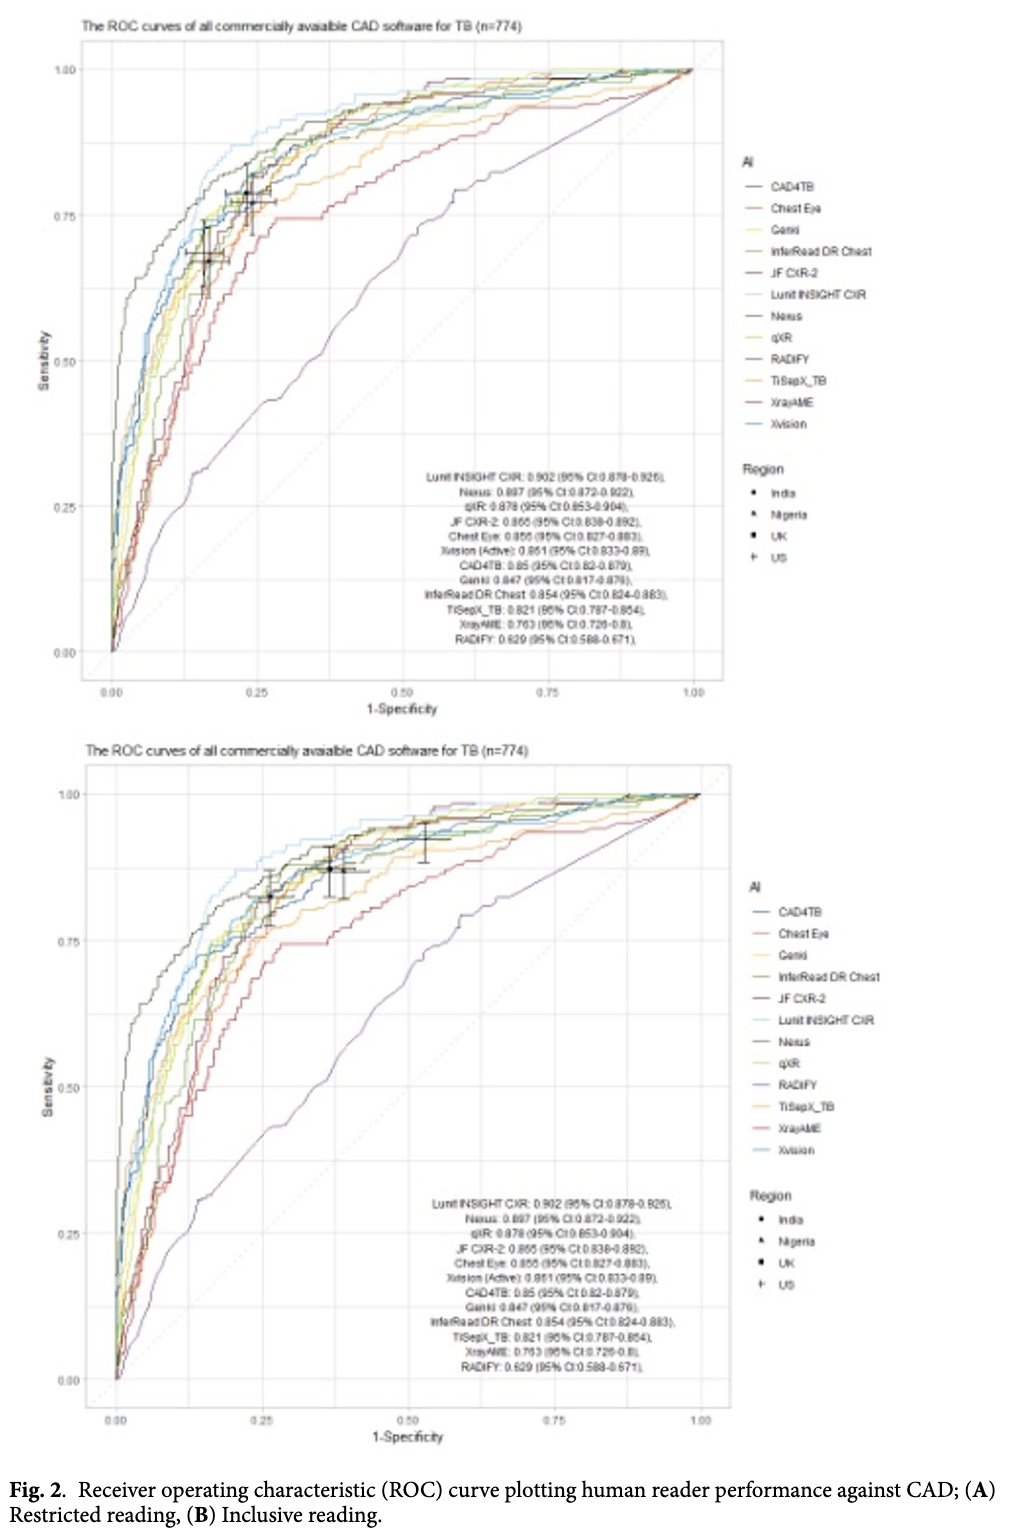 The ROC curves of all commercially avaialble CAD software for TB (n=774)
1.00
0.75
0.50
0.25
0.00
Sensitivity
0.00 0.25 0.50 0.75 1.00
1-Specificity
Lunit INSIGHT CXR: 0.902 (95% CI:0.878-0.926),
Nexus: 0.897 (95% CI:0.872-0.922),
qXR: 0.878 (95% CI:0.853-0.904),
JF CXR-2: 0.865 (95% CI:0.838-0.892),
Chest Eye: 0.855 (95% CI:0.827-0.883),
Xvision (Active): 0.861 (95% CI:0.833-0.89),
CAD4TB: 0.85 (95% CI:0.82-0.879),
Genki: 0.847 (95% CI:0.817-0.876),
InferRead DR Chest: 0.854 (95% CI:0.824-0.883),
TiSepX_TB: 0.821 (95% CI:0.787-0.854),
XrayAME: 0.763 (95% CI:0.726-0.8),
RADIFY: 0.629 (95% CI:0.588-0.671),
AI
CAD4TB
Chest Eye
Genki
InferRead DR Chest
JF CXR-2
Lunit INSIGHT CXR
Nexus
qXR
RADIFY
TiSepX_TB
XrayAME
Xvision
Region
India
Nigeria
UK
US
The ROC curves of all commercially avaialble CAD software for TB (n=774)
1.00
0.75
0.50
0.25
0.00
Sensitivity
0.00 0.25 0.50 0.75 1.00
1-Specificity
Lunit INSIGHT CXR: 0.902 (95% CI:0.878-0.926),
Nexus: 0.897 (95% CI:0.872-0.922),
qXR: 0.878 (95% CI:0.853-0.904),
JF CXR-2: 0.865 (95% CI:0.838-0.892),
Chest Eye: 0.855 (95% CI:0.827-0.883),
Xvision (Active): 0.861 (95% CI:0.833-0.89),
CAD4TB: 0.85 (95% CI:0.82-0.879),
Genki: 0.847 (95% CI:0.817-0.876),
InferRead DR Chest: 0.854 (95% CI:0.824-0.883),
TiSepX_TB: 0.821 (95% CI:0.787-0.854),
XrayAME: 0.763 (95% CI:0.726-0.8),
RADIFY: 0.629 (95% CI:0.588-0.671),
AI
CAD4TB
Chest Eye
Genki
InferRead DR Chest
JF CXR-2
Lunit INSIGHT CXR
Nexus
qXR
RADIFY
TiSepX_TB
XrayAME
Xvision
Region
India
Nigeria
UK
US
Fig. 2. Receiver operating characteristic (ROC) curve plotting human reader performance against CAD; (A)
Restricted reading, (B) Inclusive reading.